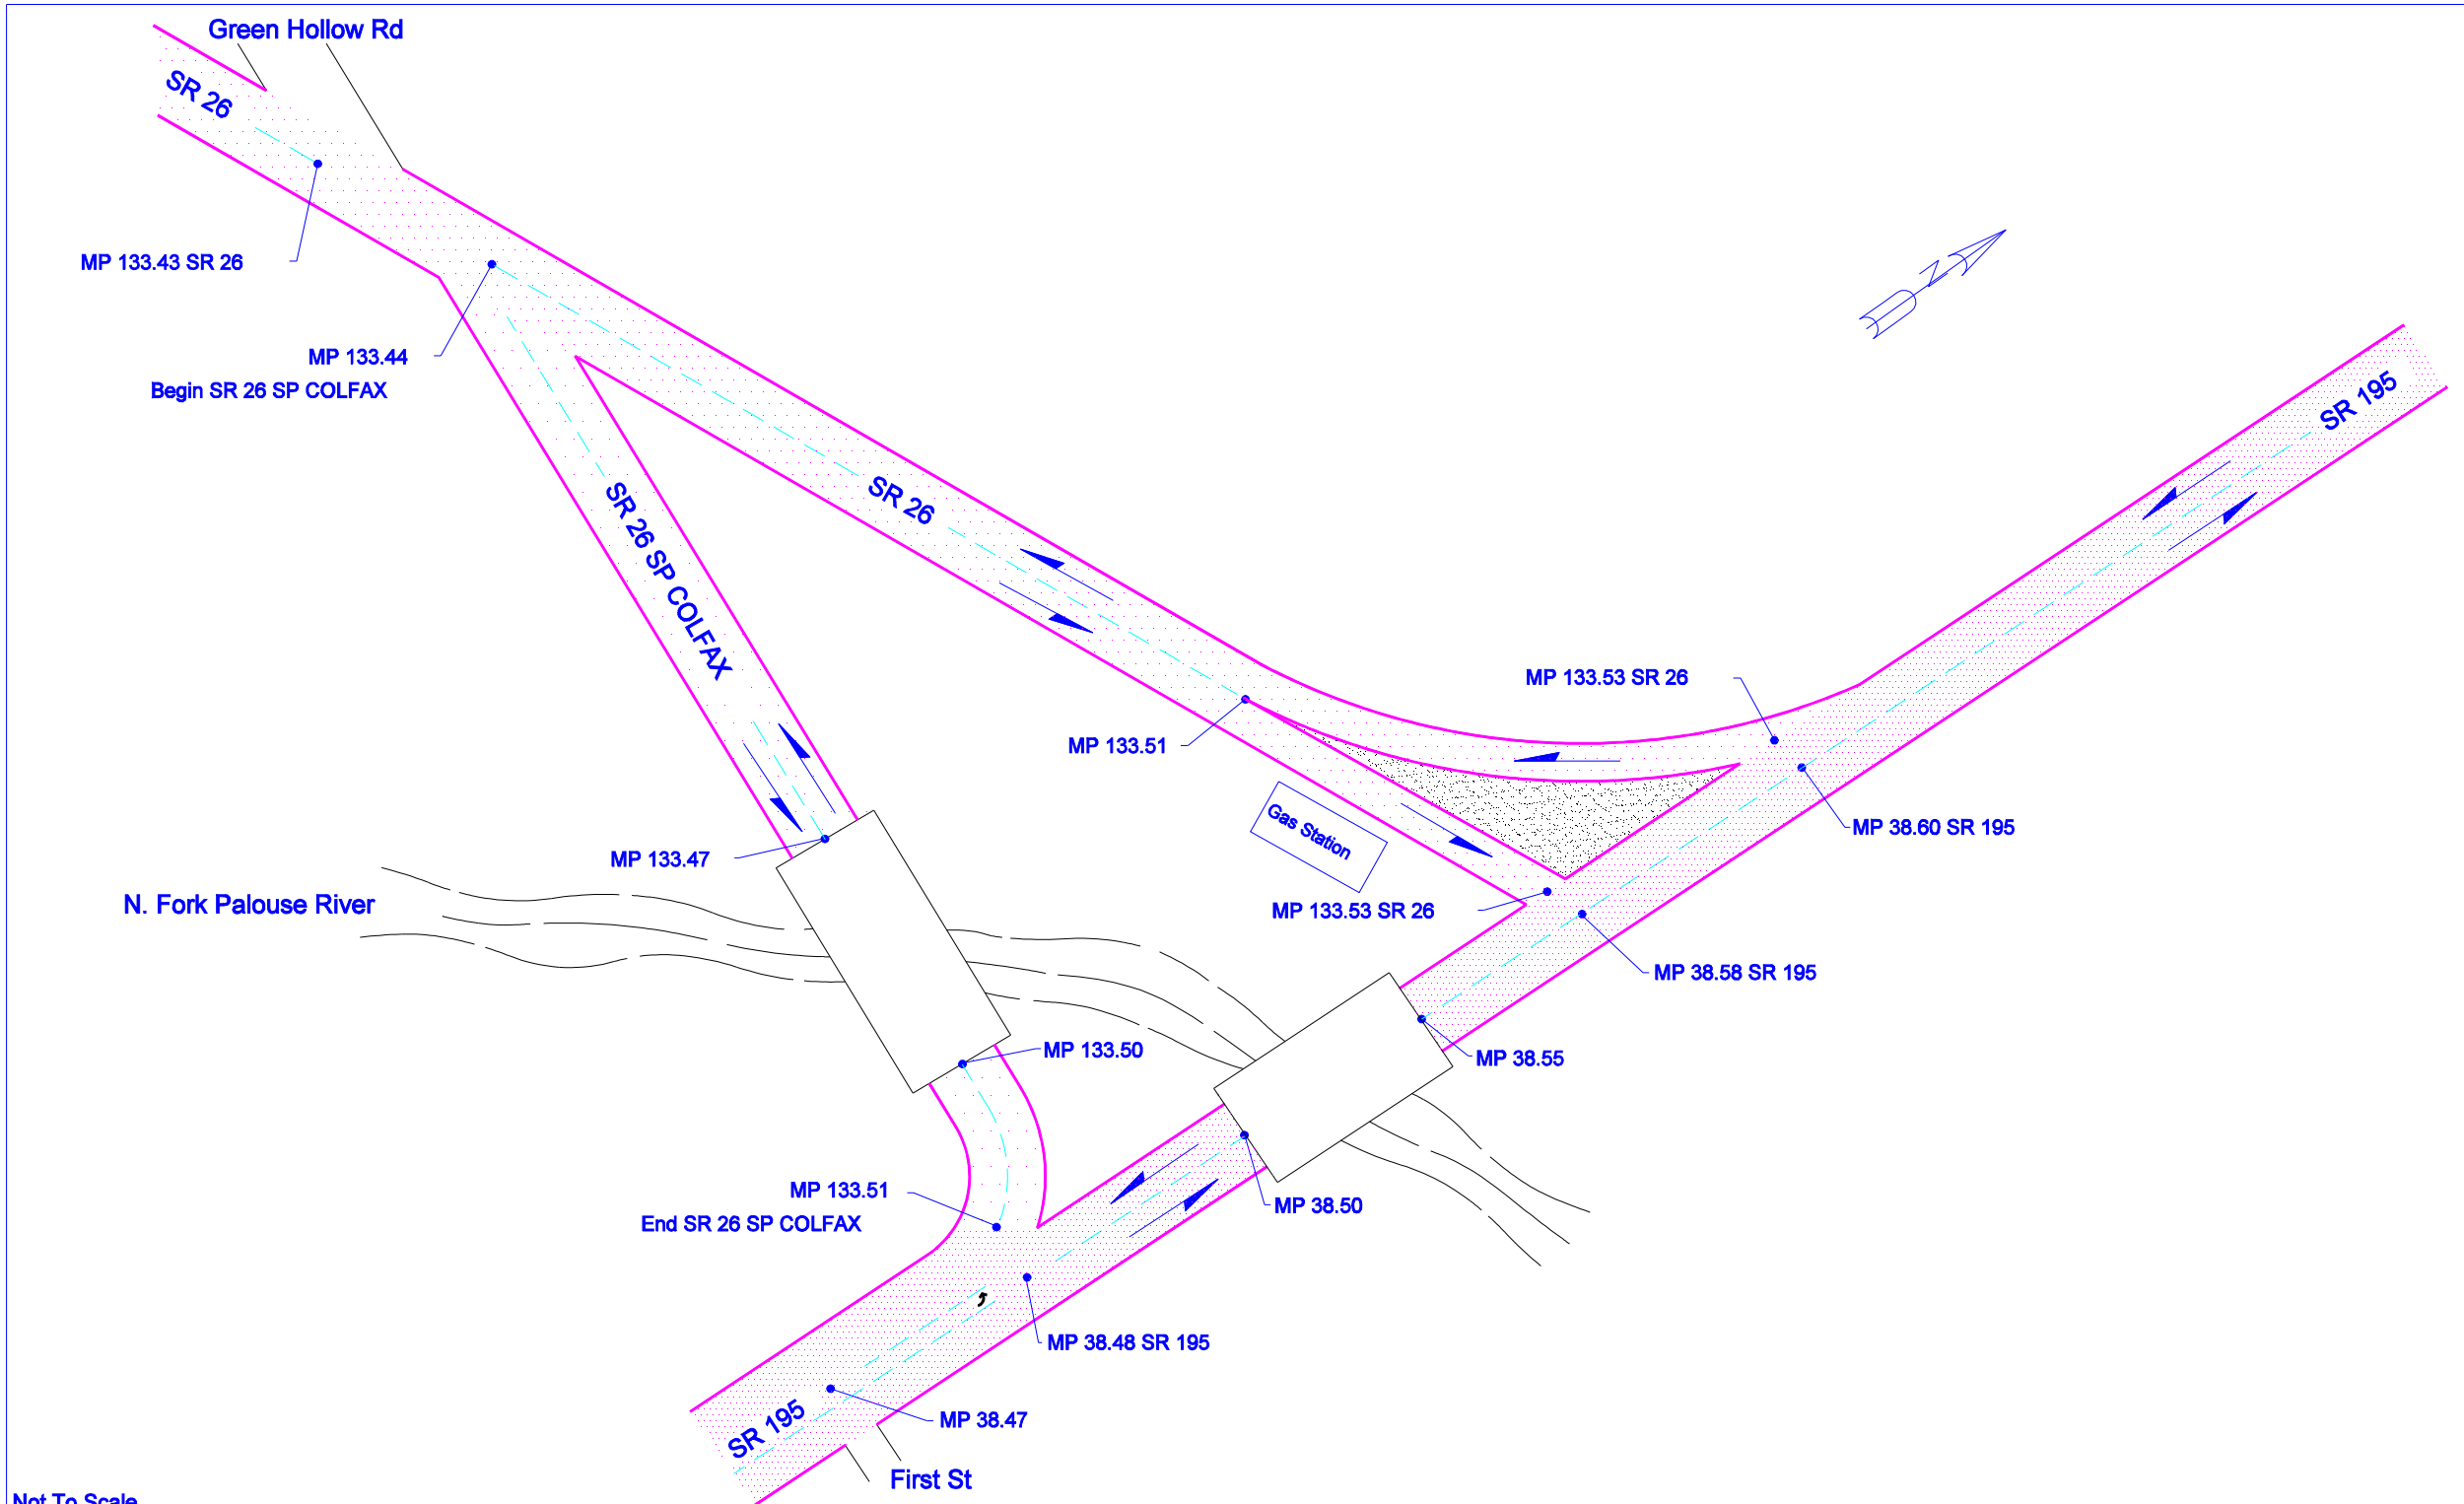 Green Hollow Rd
SR 26
MP 133.43 SR 26
MP 133.44
Begin SR 26 SP COLFAX
N
SR 195
SR 26
SR 26 SP COLFAX
MP 133.53 SR 26
MP 133.51
Gas Station
MP 38.60 SR 195
MP 133.47
N. Fork Palouse River
MP 133.53 SR 26
MP 38.58 SR 195
MP 133.50
MP 38.55
MP 133.51
End SR 26 SP COLFAX
MP 38.50
MP 38.48 SR 195
SR 195
MP 38.47
First St
Not To Scale